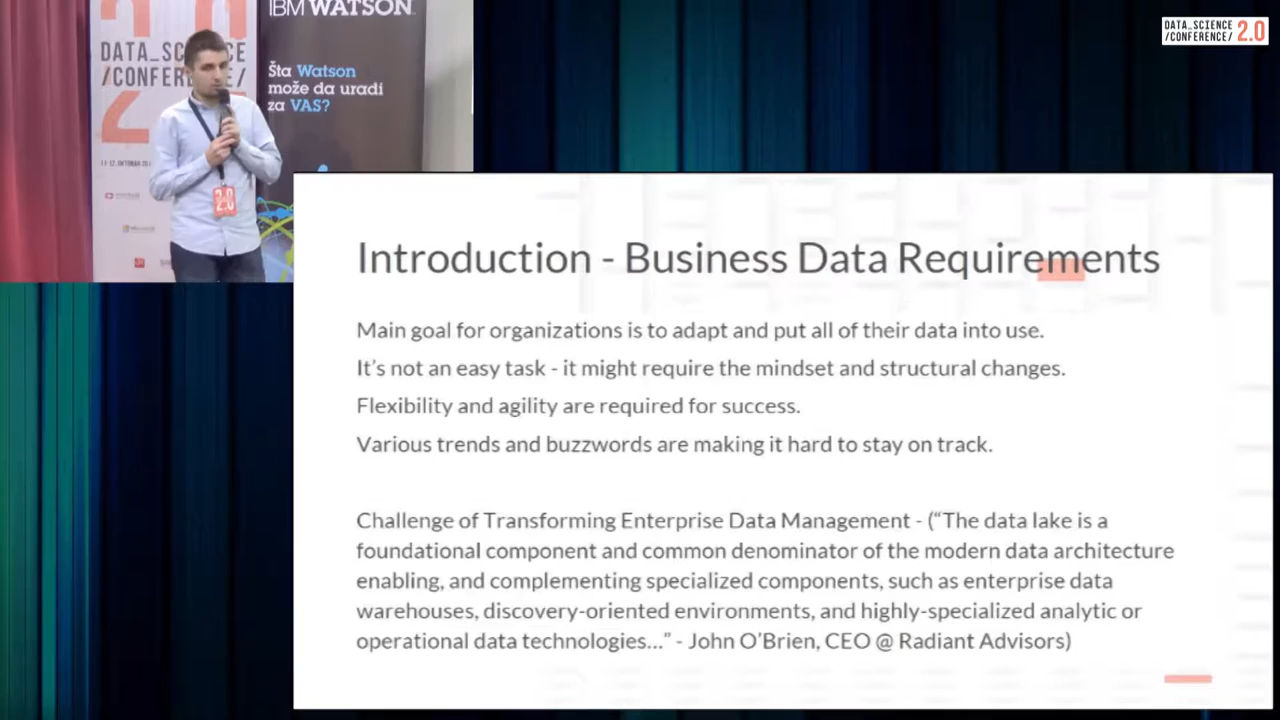 IBM WATSON
DATA_SCIENCE
/CONFERENCE/ 2.0
DATA_SC CE
/CONFER E/
2
Šta Watson
može da uradi
za VAS?
2.0
Introduction - Business Data Requirements
Main goal for organizations is to adapt and put all of their data into use.
It's not an easy task - it might require the mindset and structural changes.
Flexibility and agility are required for success.
Various trends and buzzwords are making it hard to stay on track.
Challenge of Transforming Enterprise Data Management - (“The data lake is a
foundational component and common denominator of the modern data architecture
enabling, and complementing specialized components, such as enterprise data
warehouses, discovery-oriented environments, and highly-specialized analytic or
operational data technologies...” - John O'Brien, CEO @ Radiant Advisors)